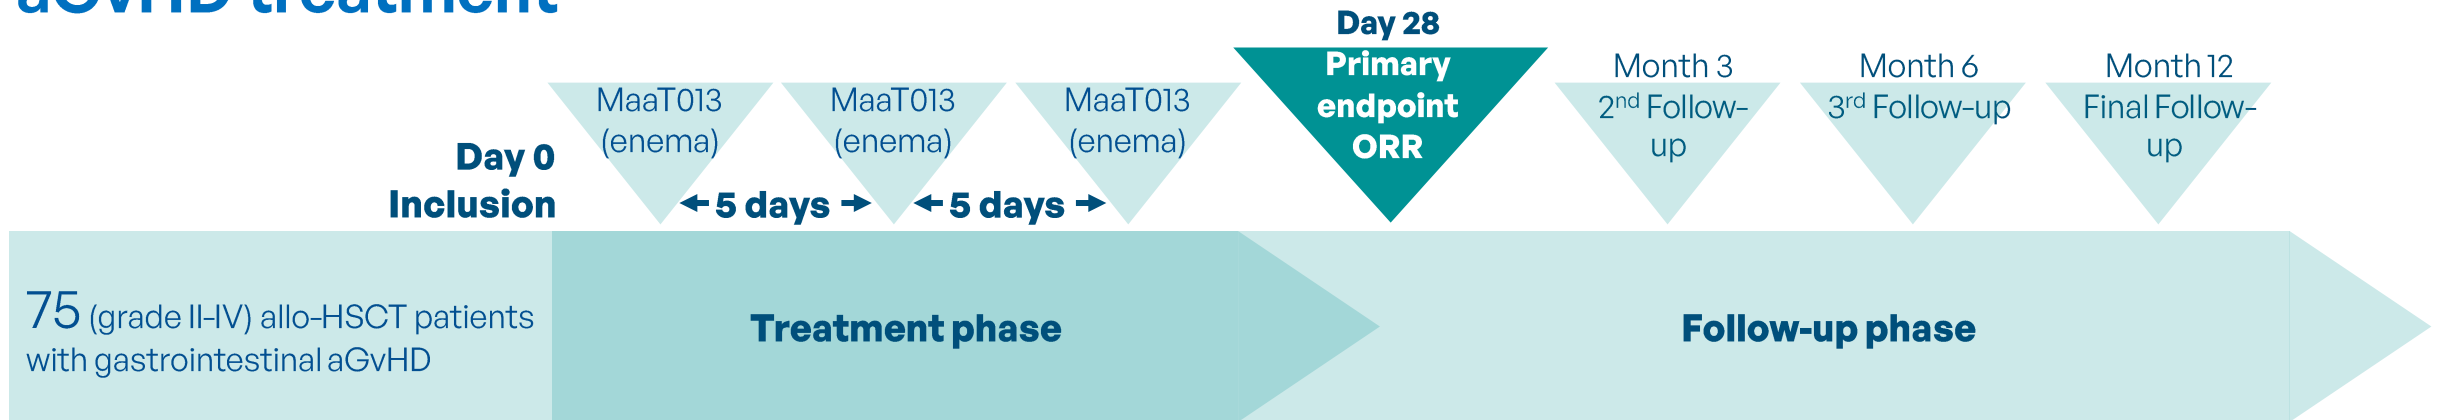 aGvHD treatment
Day 0
Inclusion
MaaT013
(enema)
MaaT013
(enema)
MaaT013
(enema)
5 days
5 days
Day 28
Primary
endpoint
ORR
Month 3
2nd Follow-
up
Month 6
3rd Follow-up
Month 12
Final Follow-
up
75 (grade II-IV) allo-HSCT patients
with gastrointestinal aGvHD
Treatment phase
Follow-up phase